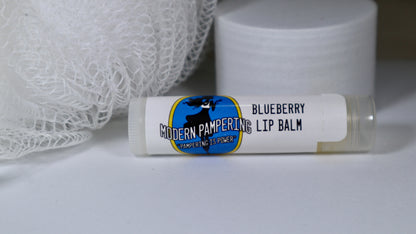 BLUEBERRY
LIP BALM
MODERN PAMPERING
PAMPERING IS POWER